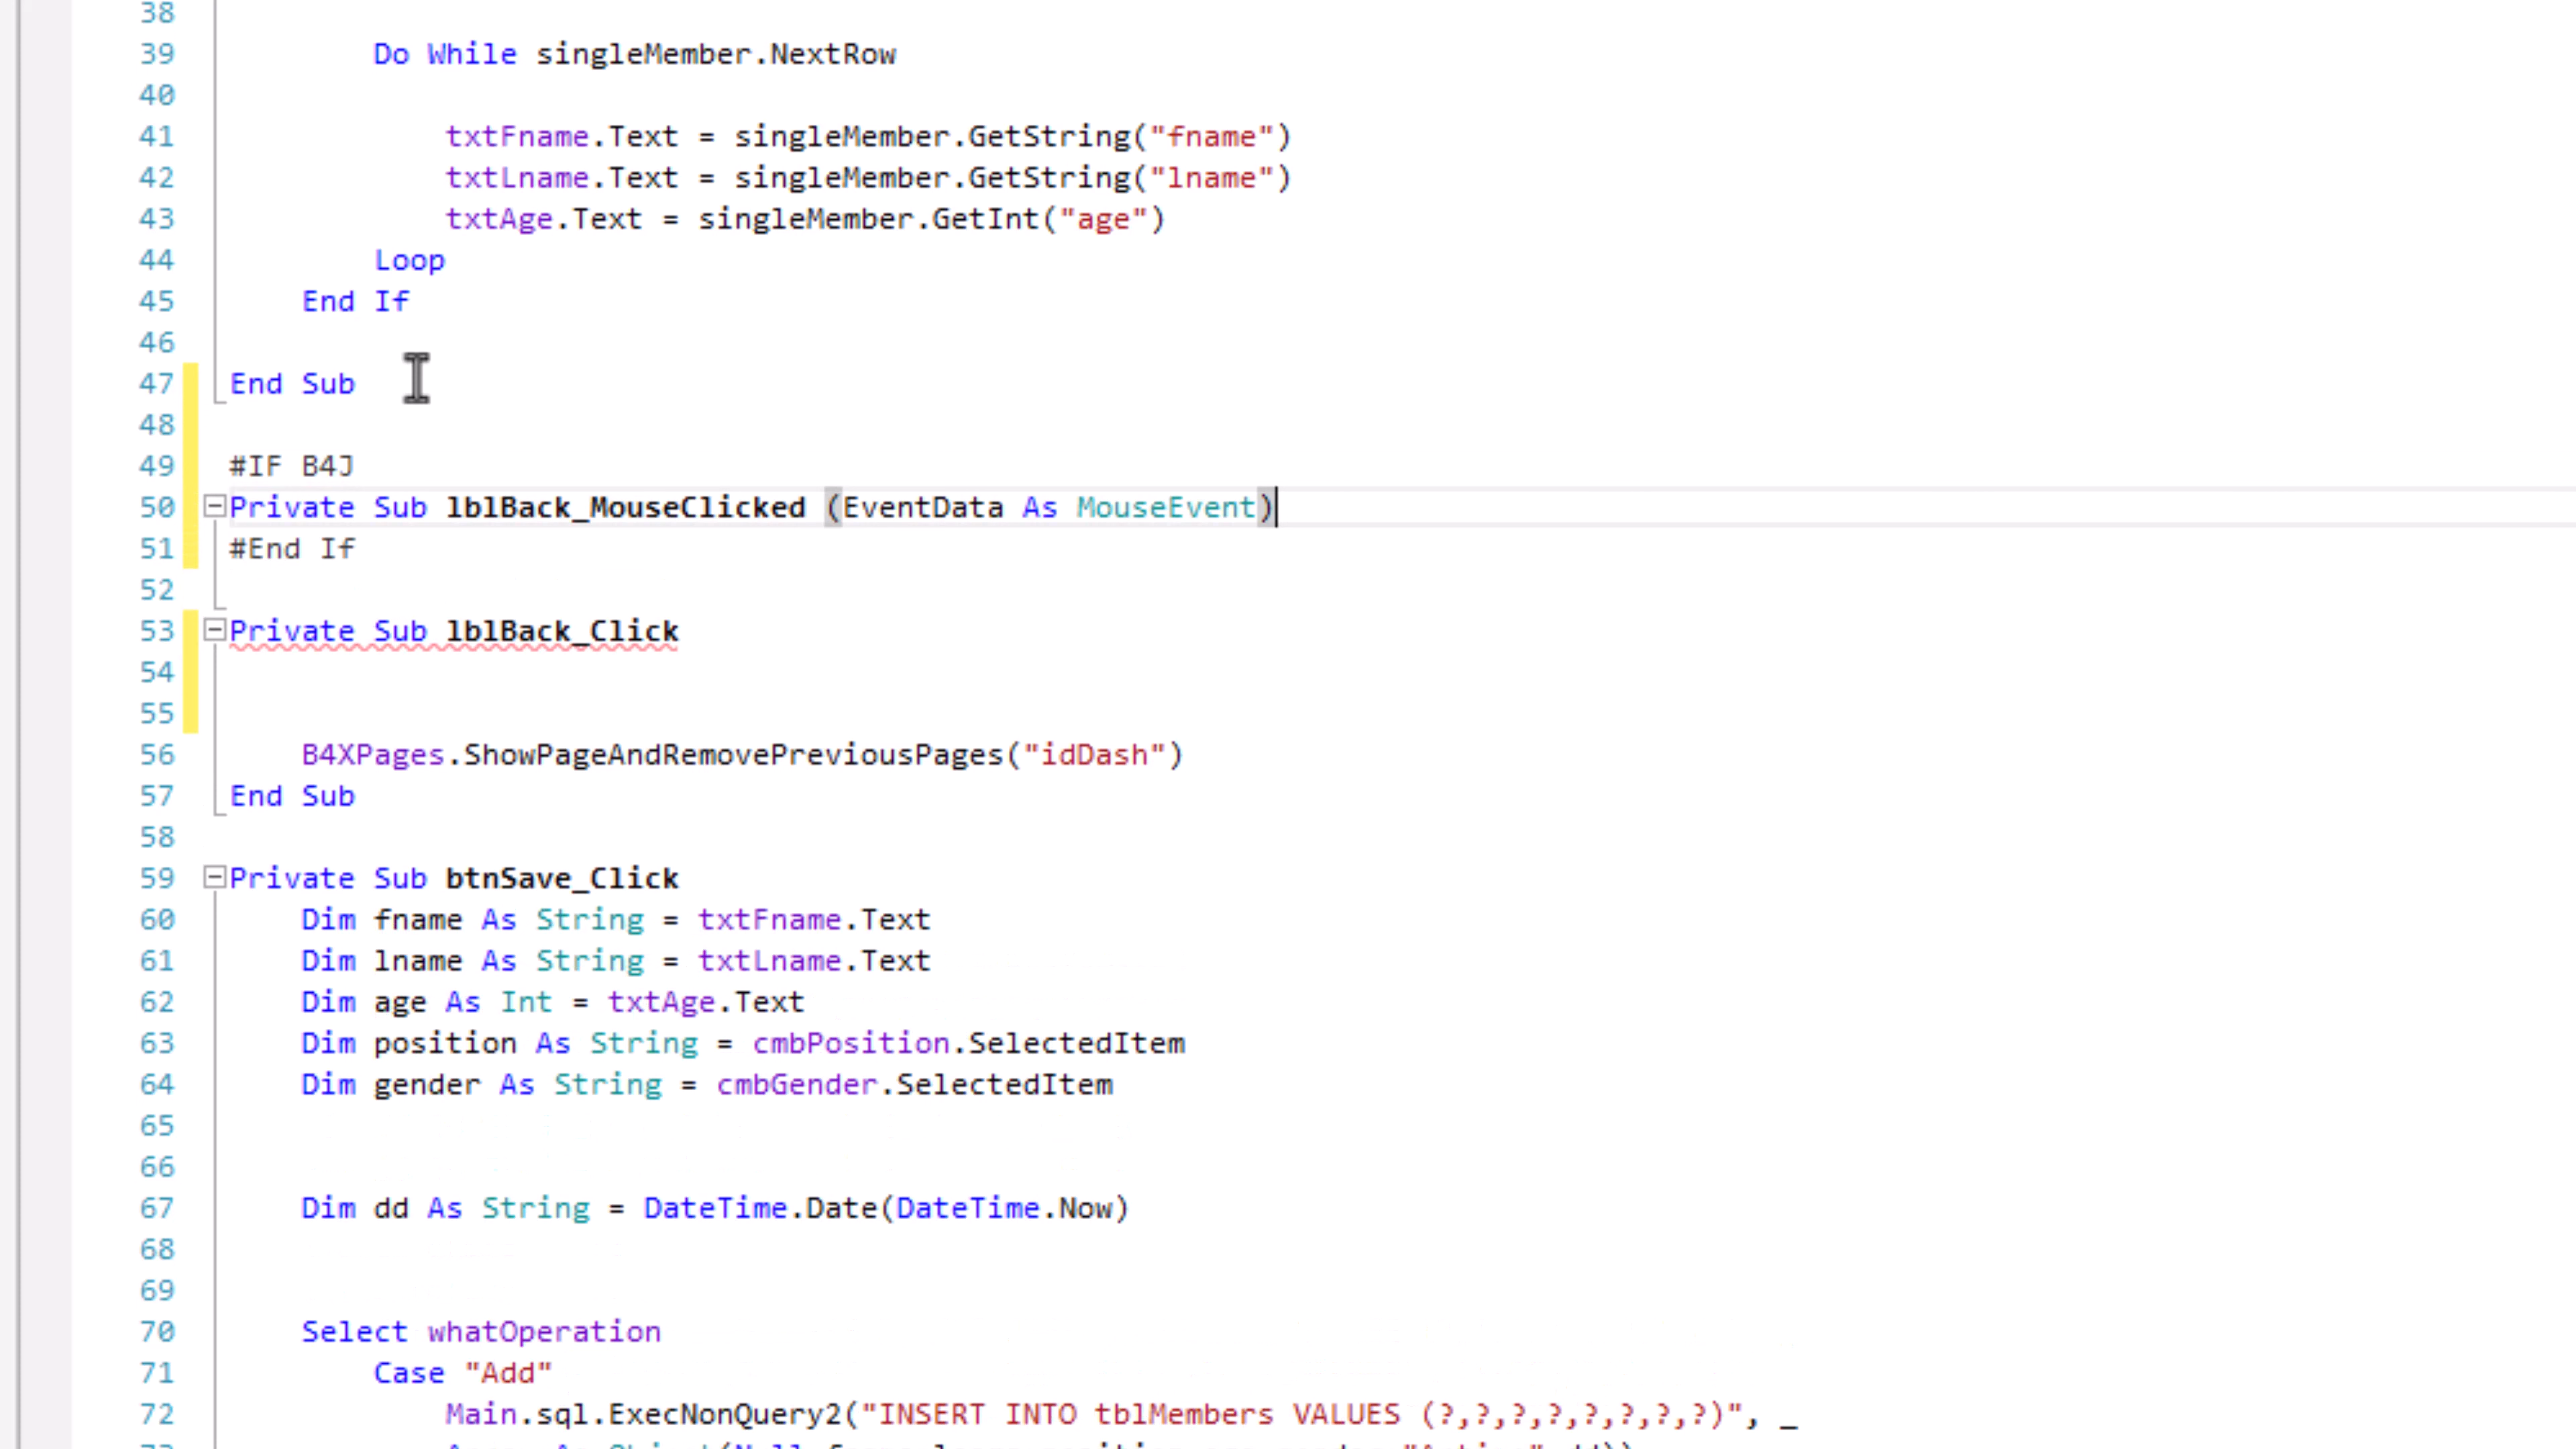 38
39 Do While singleMember.NextRow
40
41 txtFname.Text = singleMember.GetString("fname")
42 txtLname.Text = singleMember.GetString("lname")
43 txtAge.Text = singleMember.GetInt("age")
44 Loop
45 End If
46
47 End Sub
48
49 #IF B4J
50 Private Sub lblBack_MouseClicked (EventData As MouseEvent)
51 #End If
52
53 Private Sub lblBack_Click
54
55
56 B4XPages.ShowPageAndRemovePreviousPages("idDash")
57 End Sub
58
59 Private Sub btnSave_Click
60 Dim fname As String = txtFname.Text
61 Dim lname As String = txtLname.Text
62 Dim age As Int = txtAge.Text
63 Dim position As String = cmbPosition.SelectedItem
64 Dim gender As String = cmbGender.SelectedItem
65
66
67 Dim dd As String = DateTime.Date(DateTime.Now)
68
69
70 Select whatOperation
71 Case "Add"
72 Main.sql.ExecNonQuery2("INSERT INTO tblMembers VALUES (?,?,?,?,?,?,?,?)", _